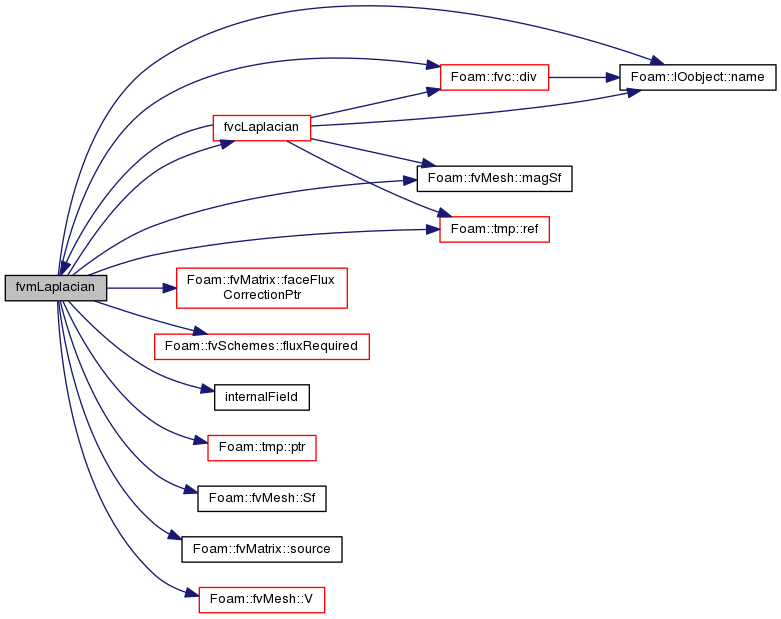 Foam::fvc::div
Foam::IOobject::name
fvcLaplacian
Foam::fvMesh::magSf
Foam::tmp::ref
fvmLaplacian
Foam::fvMatrix::faceFlux
CorrectionPtr
Foam::fvSchemes::fluxRequired
internalField
Foam::tmp::ptr
Foam::fvMesh::Sf
Foam::fvMatrix::source
Foam::fvMesh::V